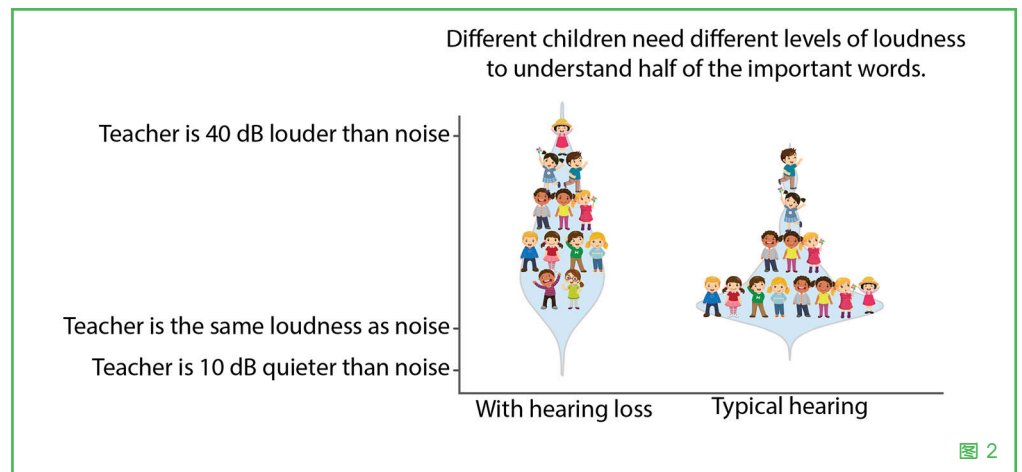 Different children need different levels of loudness
to understand half of the important words.
Teacher is 40 dB louder than noise
Teacher is the same loudness as noise
Teacher is 10 dB quieter than noise
With hearing loss
Typical hearing
图 2